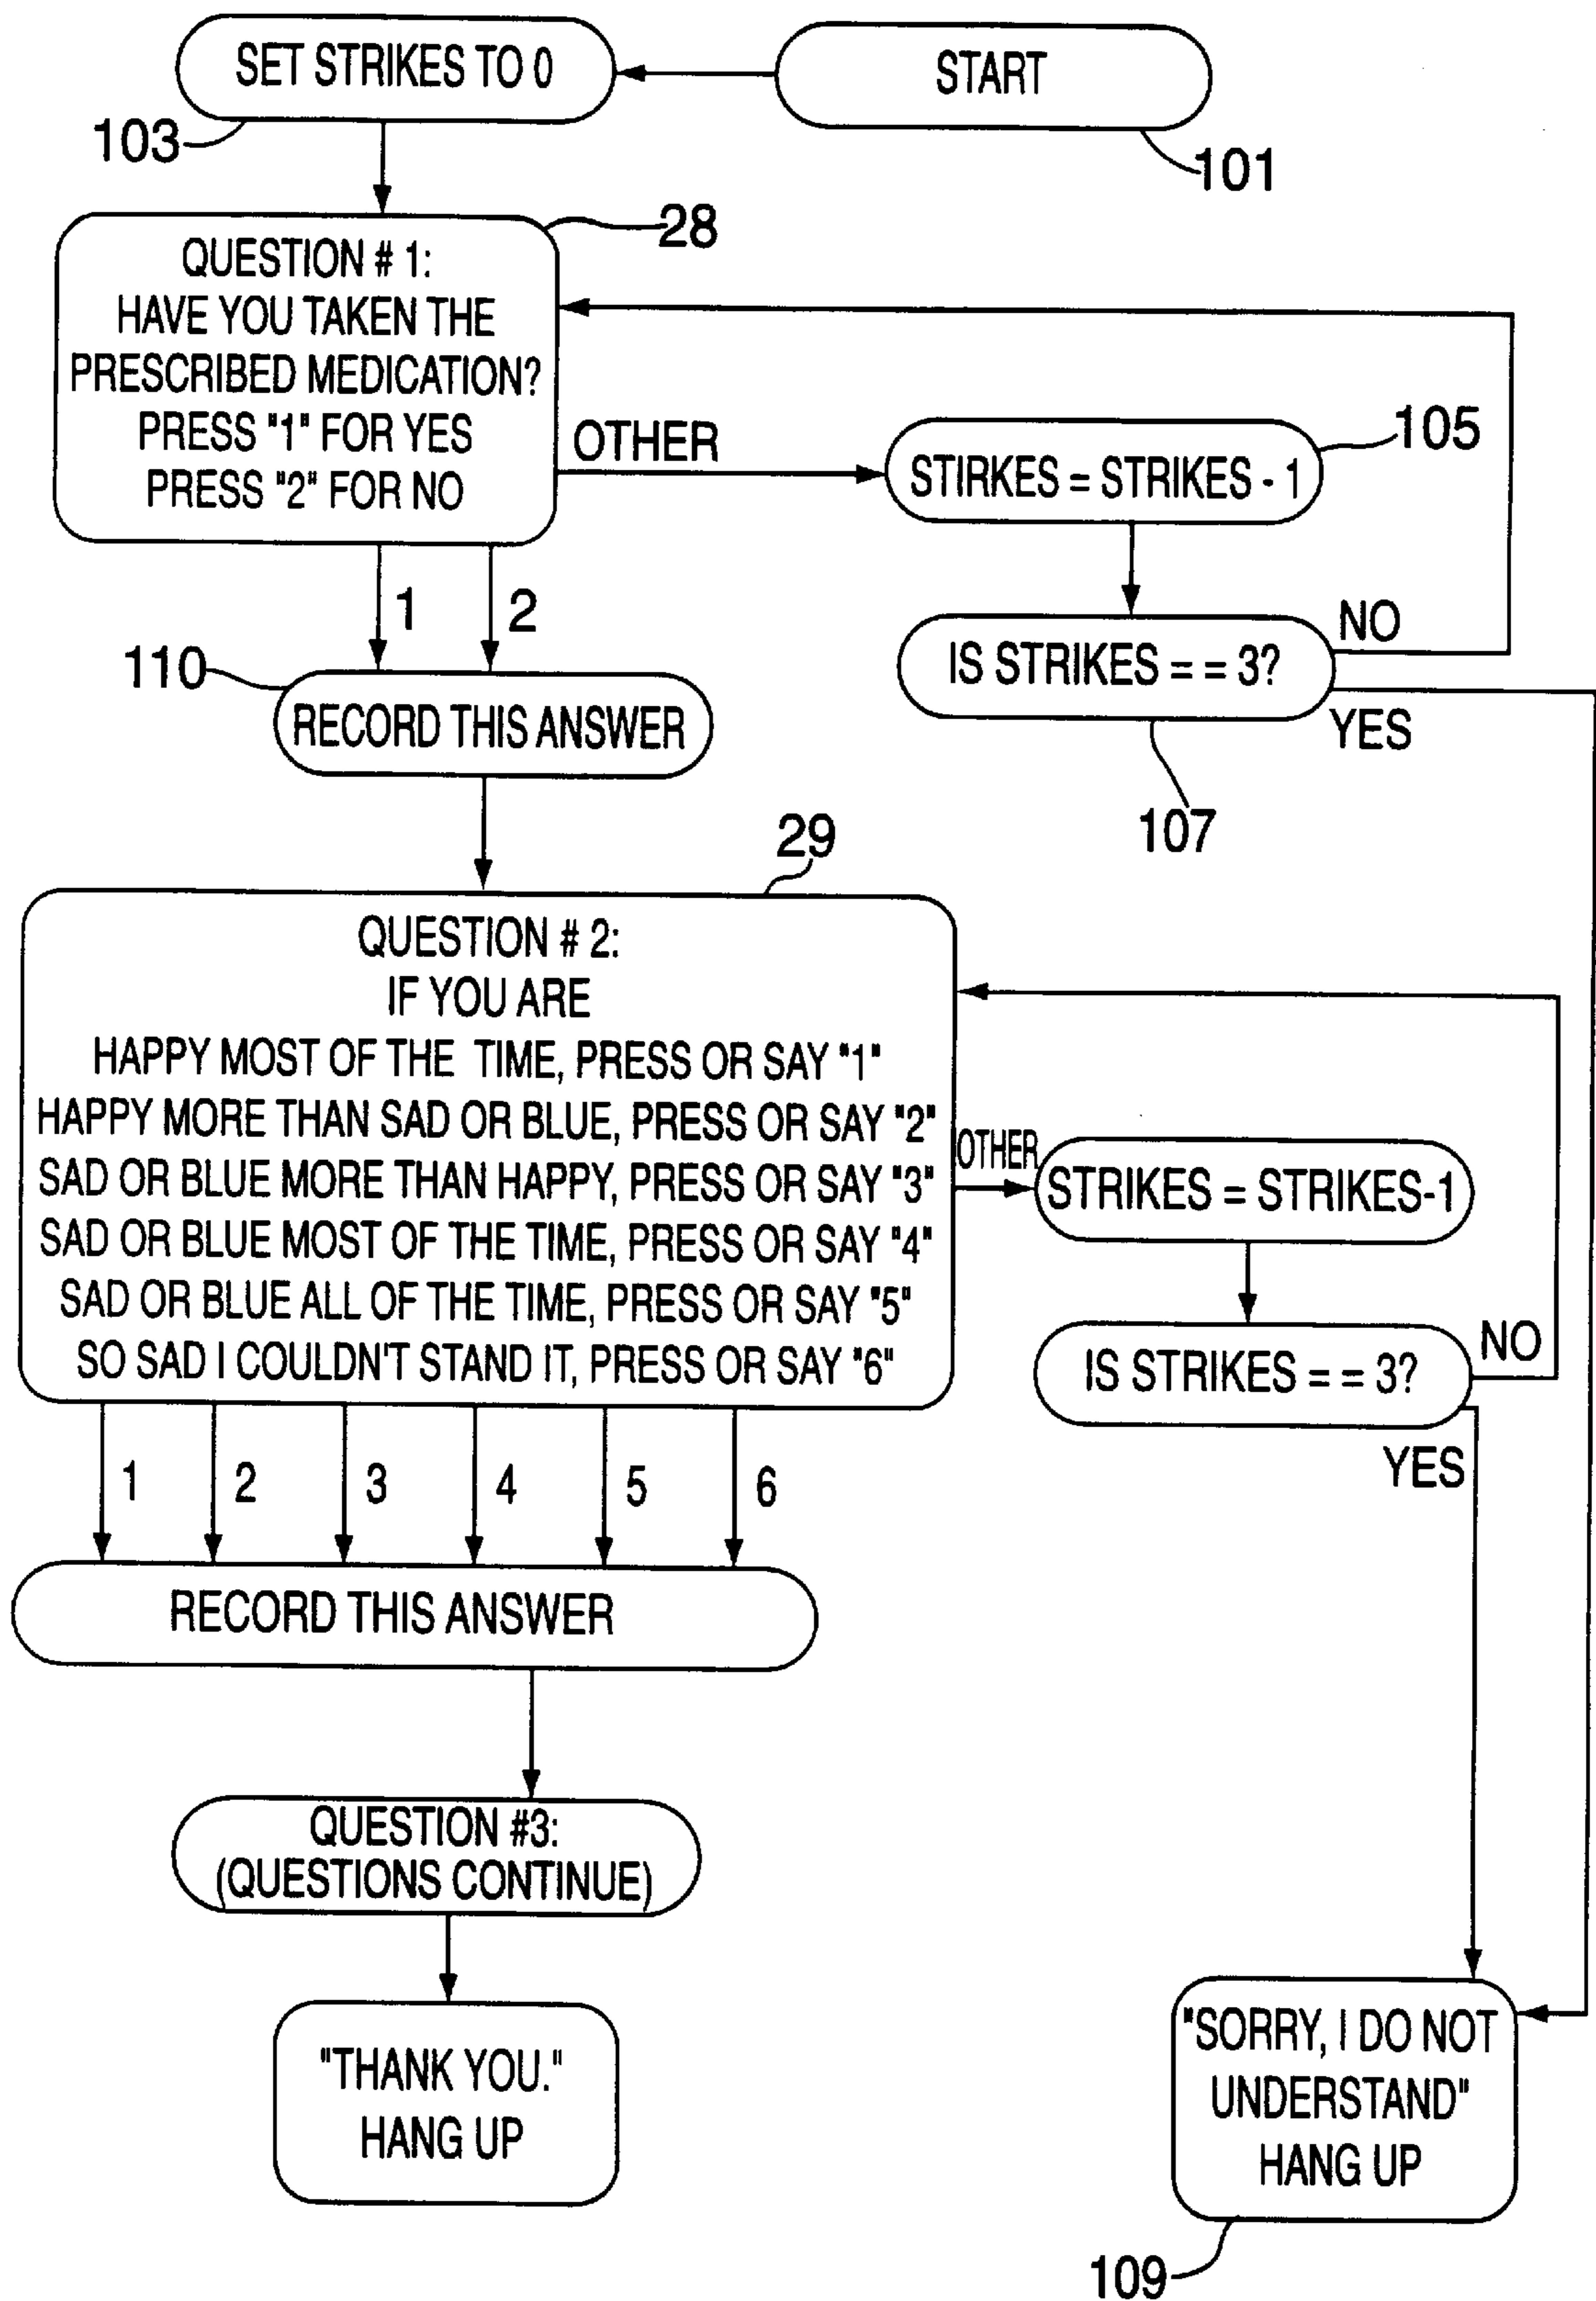 SET STRIKES TO 0
START
103
101
28
QUESTION # 1:
HAVE YOU TAKEN THE
PRESCRIBED MEDICATION?
PRESS "1" FOR YES
PRESS "2" FOR NO
OTHER
105
STIRKES = STRIKES - 1
1
2
NO
IS STRIKES = = 3?
YES
110
RECORD THIS ANSWER
107
29
QUESTION # 2:
IF YOU ARE
HAPPY MOST OF THE TIME, PRESS OR SAY "1"
HAPPY MORE THAN SAD OR BLUE, PRESS OR SAY "2"
SAD OR BLUE MORE THAN HAPPY, PRESS OR SAY "3"
SAD OR BLUE MOST OF THE TIME, PRESS OR SAY "4"
SAD OR BLUE ALL OF THE TIME, PRESS OR SAY "5"
SO SAD I COULDN'T STAND IT, PRESS OR SAY "6"
OTHER
STRIKES = STRIKES-1
IS STRIKES = = 3?
NO
YES
1
2
3
4
5
6
RECORD THIS ANSWER
QUESTION #3:
(QUESTIONS CONTINUE)
"THANK YOU."
HANG UP
"SORRY, I DO NOT
UNDERSTAND"
HANG UP
109